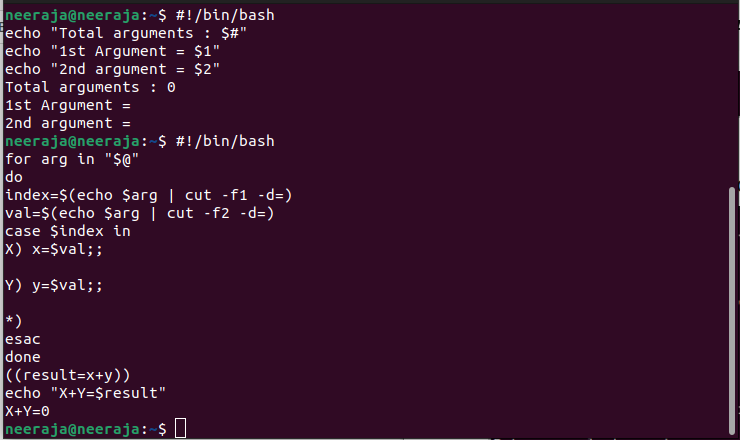 neeraja@neeraja:~$ #!/bin/bash
echo "Total arguments : $#"
echo "1st Argument = $1"
echo "2nd argument = $2"
Total arguments : 0
1st Argument =
2nd argument =
neeraja@neeraja:~$ #!/bin/bash
for arg in "$@"
do
index=$(echo $arg | cut -f1 -d=)
val=$(echo $arg | cut -f2 -d=)
case $index in
X) x=$val;;
Y) y=$val;;
*)
esac
done
((result=x+y))
echo "X+Y=$result"
X+Y=0
neeraja@neeraja:~$